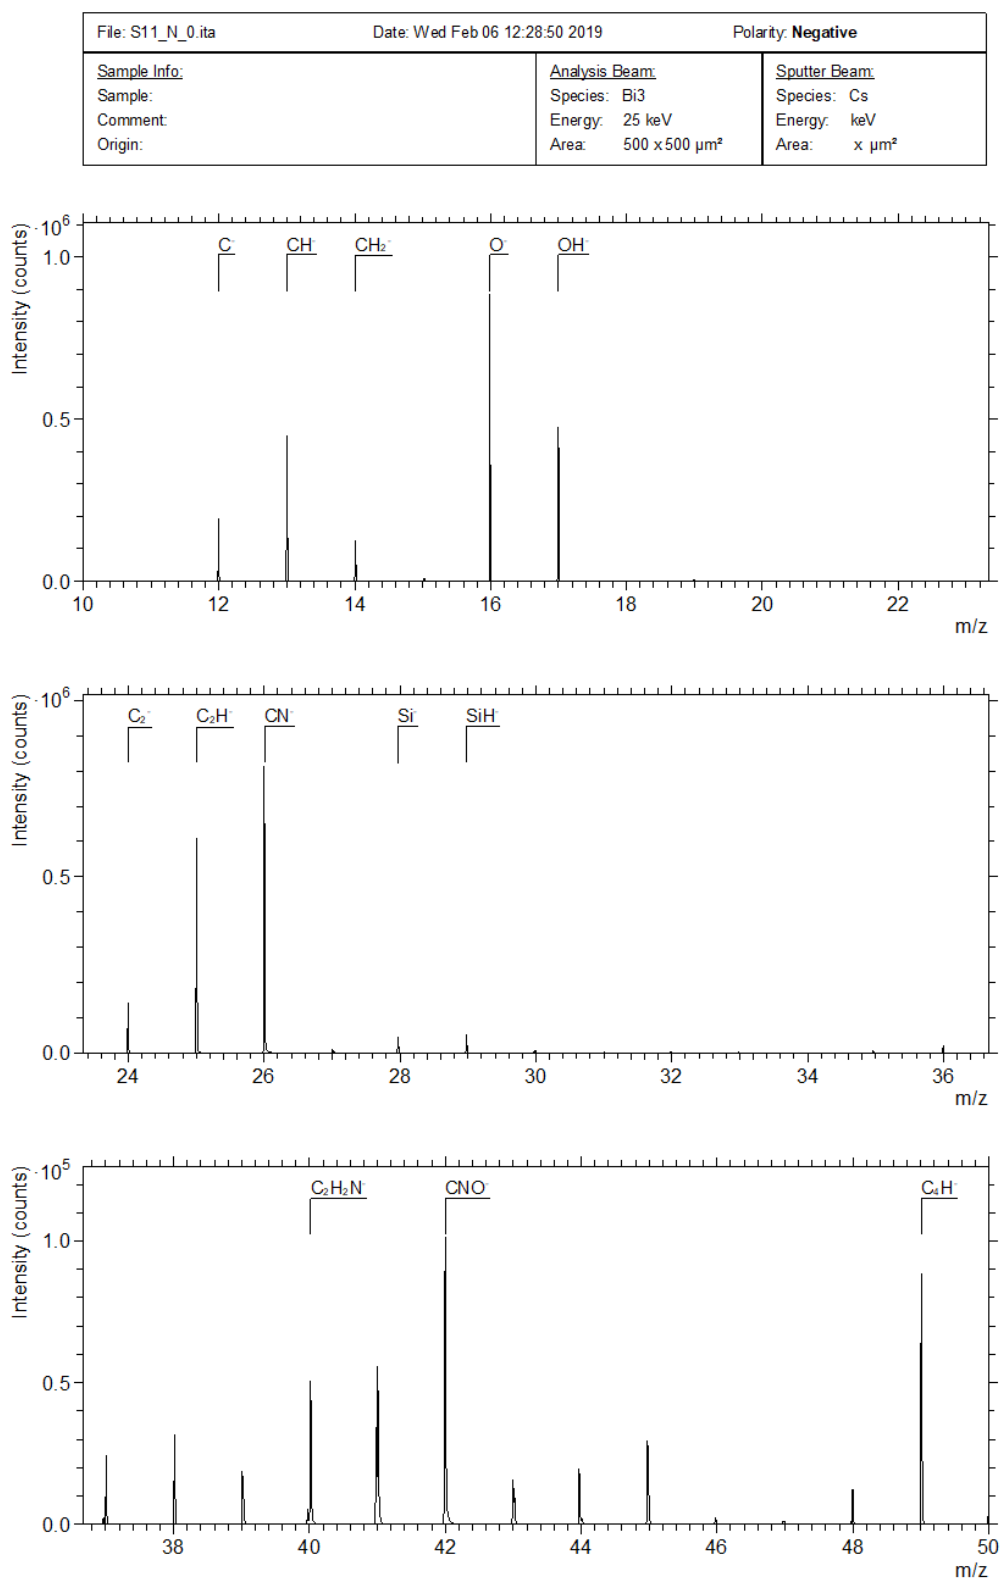 File: S11_N_0.ita Date: Wed Feb 06 12:28:50 2019 Polarity: Negative
Sample Info: Analysis Beam: Sputter Beam:
Sample: Species: Bi3 Species: Cs
Comment: Energy: 25 keV Energy: keV
Origin: Area: 500 x 500 µm² Area: x µm²
·10⁶
Intensity (counts)
C⁻ CH⁻ CH₂⁻ O⁻ OH⁻
1.0
0.5
0.0
10 12 14 16 18 20 22
m/z
·10⁶
Intensity (counts)
C₂⁻ C₂H⁻ CN⁻ Si⁻ SiH⁻
0.5
0.0
24 26 28 30 32 34 36
m/z
·10⁵
Intensity (counts)
C₂H₂N⁻ CNO⁻ C₄H⁻
1.0
0.5
0.0
38 40 42 44 46 48 50
m/z